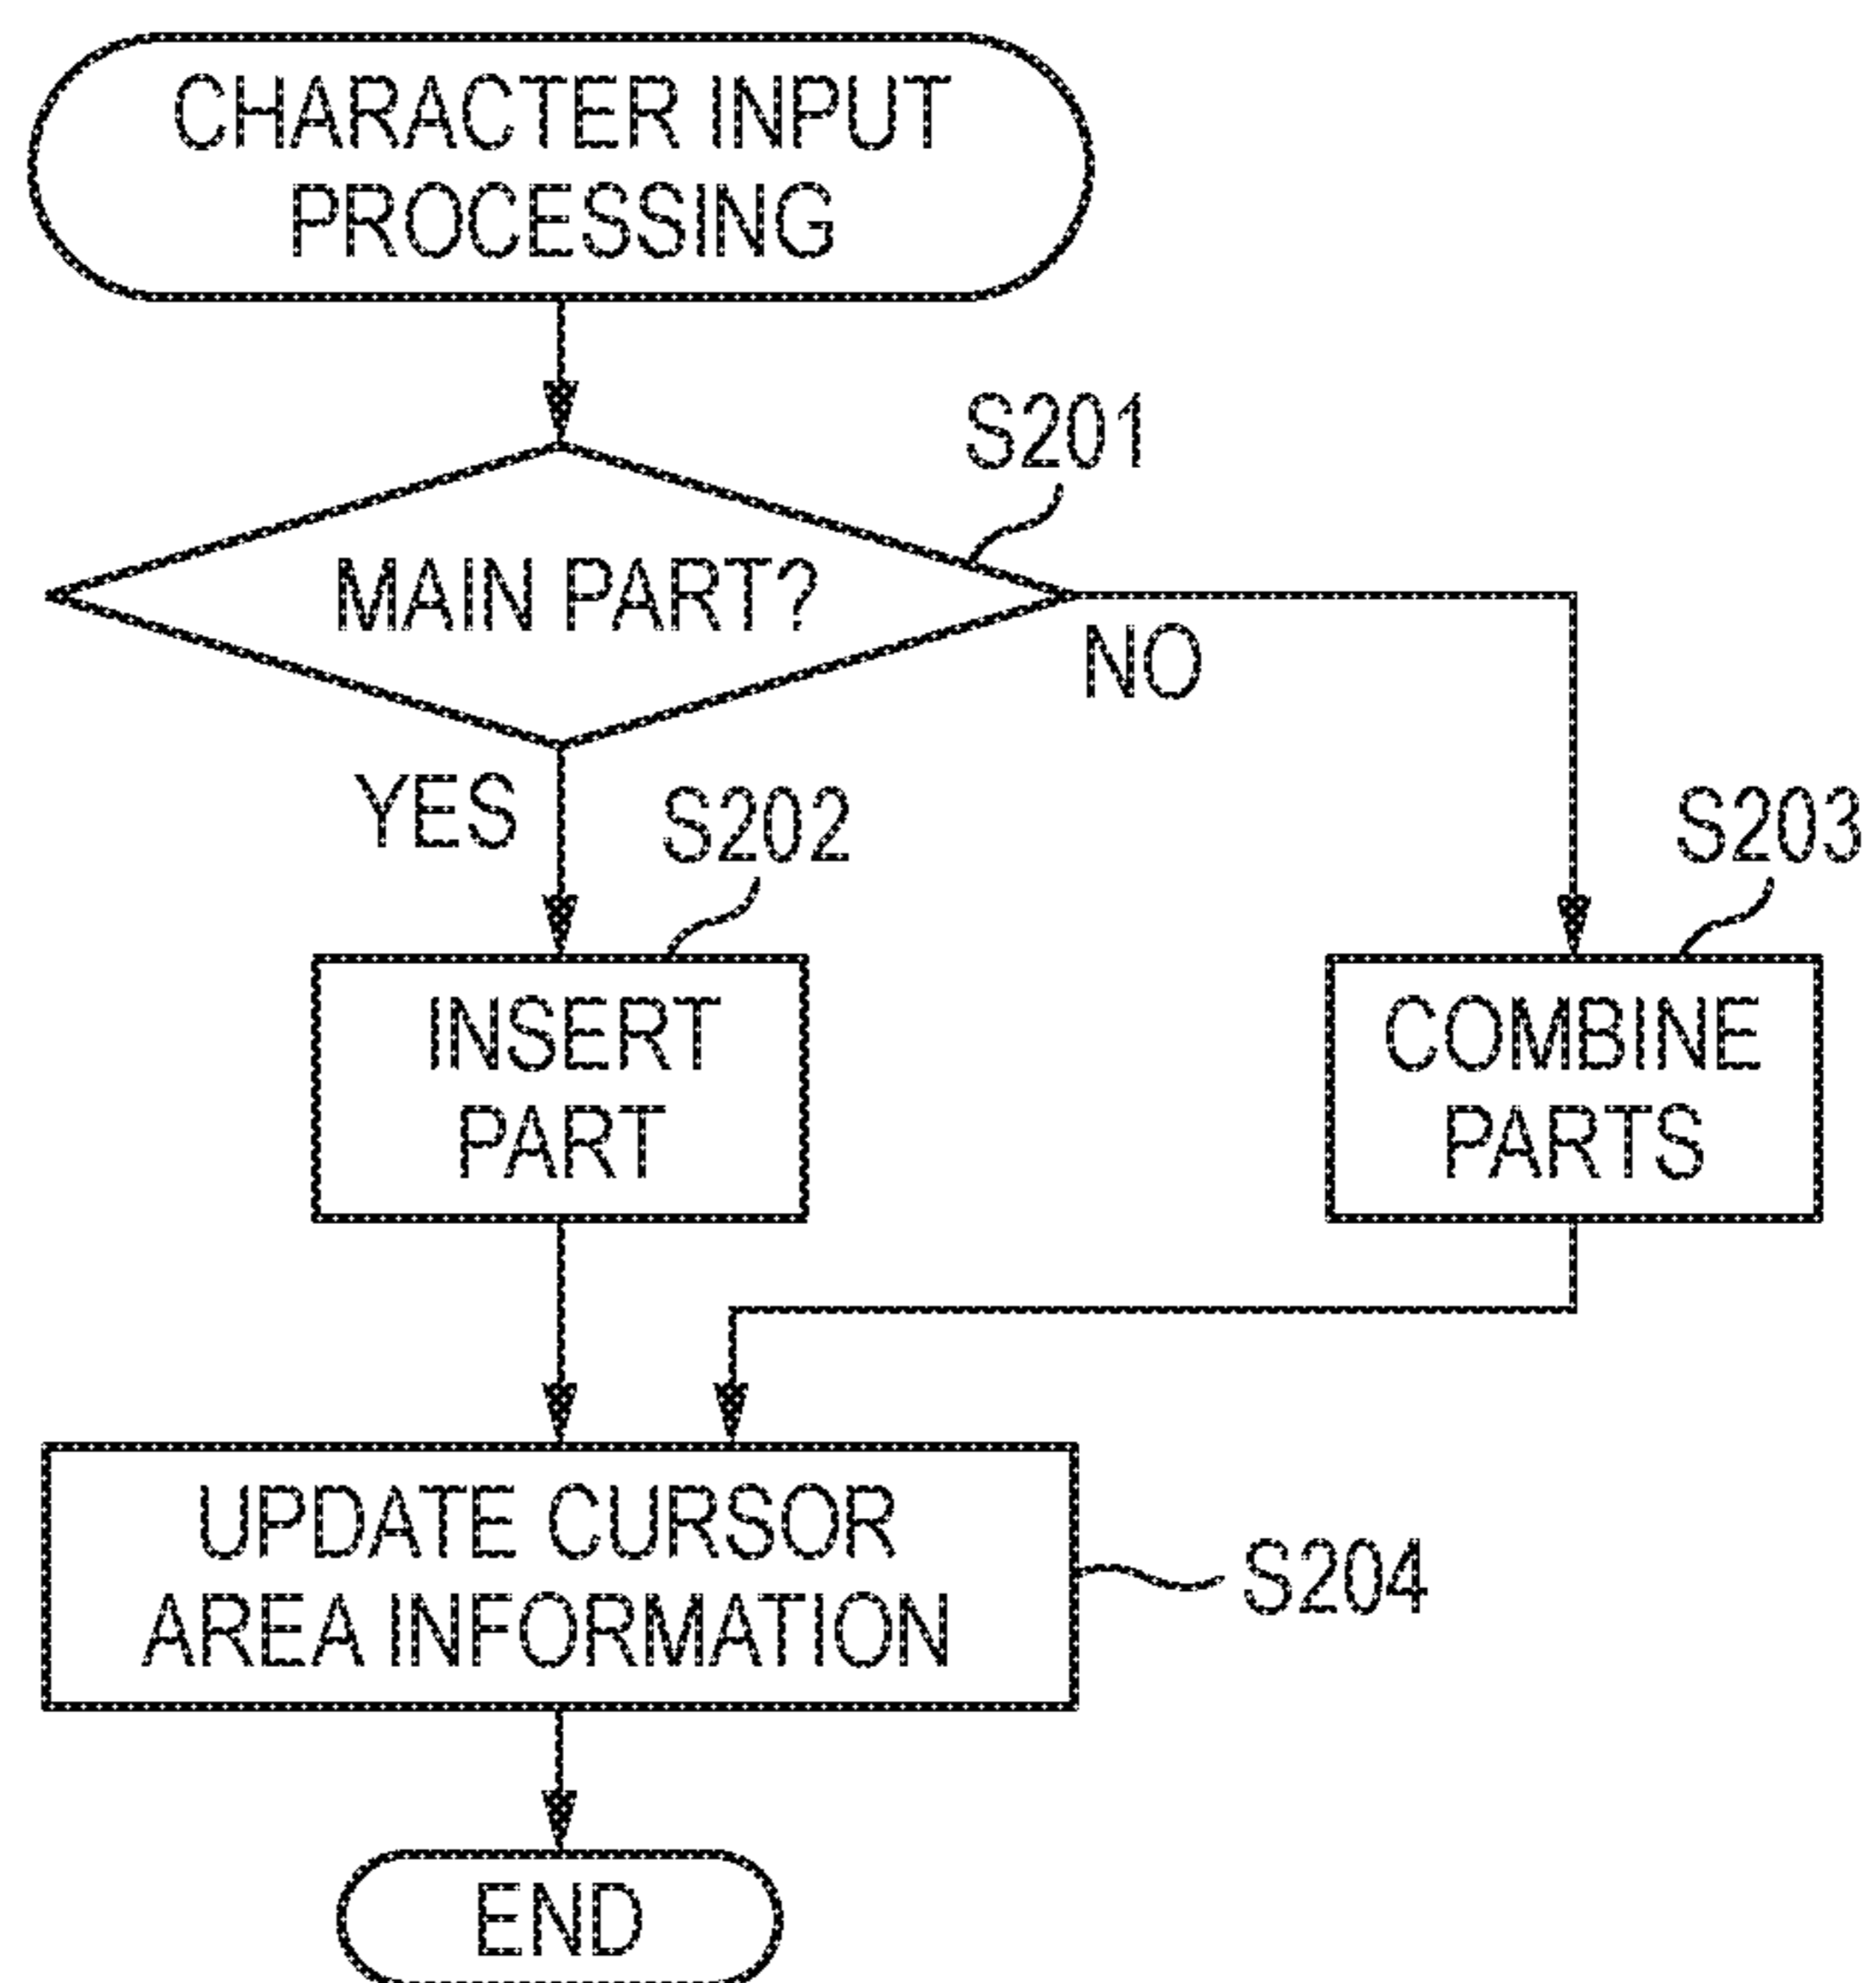 CHARACTER INPUT
PROCESSING
S201
MAIN PART?
NO
YES
S202
S203
INSERT
PART
COMBINE
PARTS
UPDATE CURSOR
AREA INFORMATION
S204
END